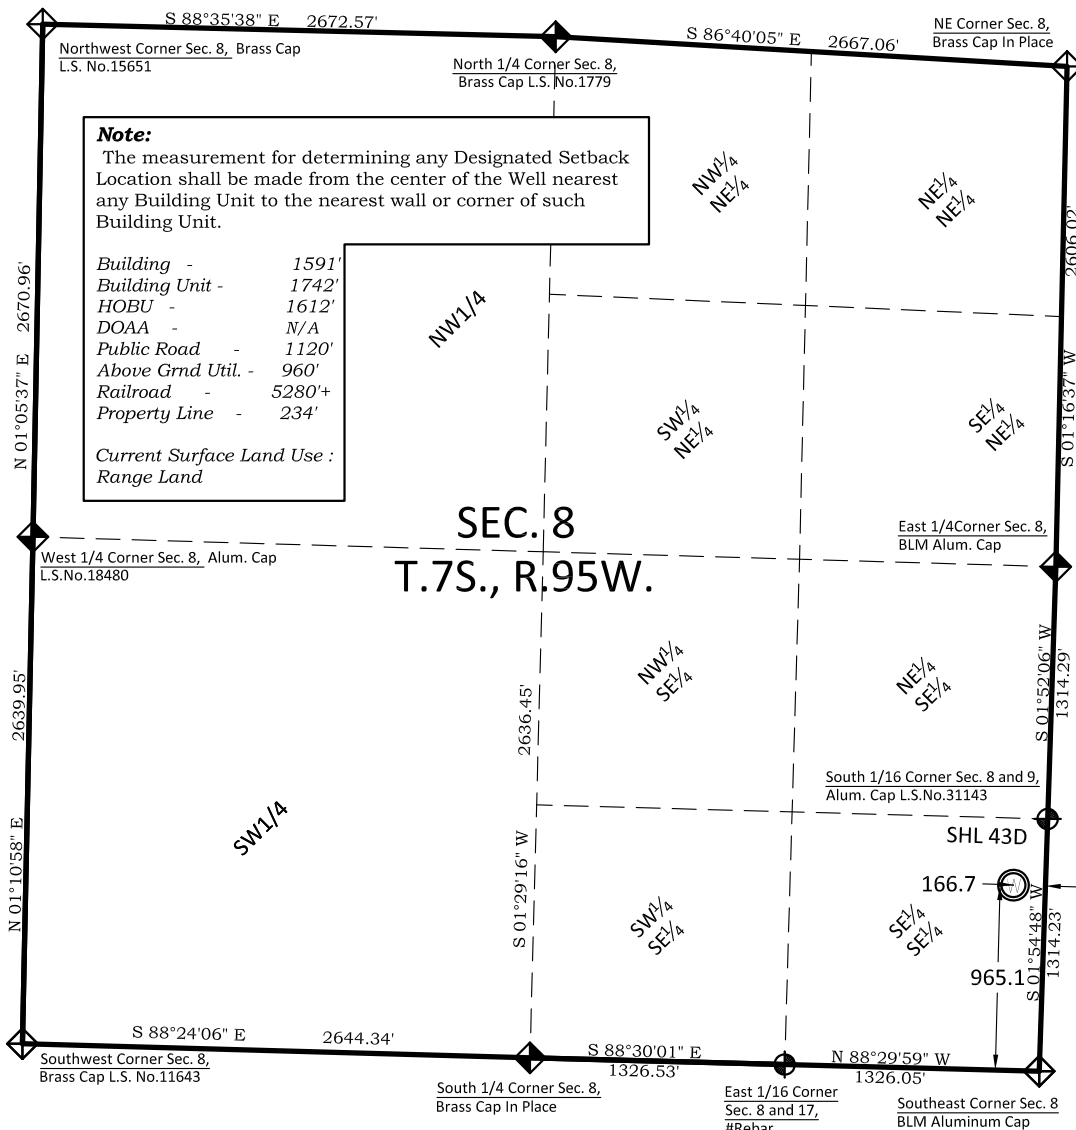 S 88°35'38" E 2672.57'
S 86°40'05" E 2667.06'
NE Corner Sec. 8,
Brass Cap In Place
Northwest Corner Sec. 8, Brass Cap
L.S. No.15651
North 1/4 Corner Sec. 8,
Brass Cap L.S. No.1779
Note:
The measurement for determining any Designated Setback
Location shall be made from the center of the Well nearest
any Building Unit to the nearest wall or corner of such
Building Unit.
Building - 1591'
Building Unit - 1742'
HOBU - 1612'
DOAA - N/A
Public Road - 1120'
Above Grnd Util. - 960'
Railroad - 5280'+
Property Line - 234'
Current Surface Land Use :
Range Land
NW1/4
NE1/4
NE1/4
NE1/4
N 01°05'37" E 2670.96'
NW1/4
S 01°16'37" W 2606.02'
SW1/4
NE1/4
SE1/4
NE1/4
SEC. 8
T.7S., R.95W.
East 1/4Corner Sec. 8,
BLM Alum. Cap
West 1/4 Corner Sec. 8, Alum. Cap
L.S.No.18480
NW1/4
SE1/4
NE1/4
SE1/4
S 01°52'06" W
1314.29'
N 01°10'58" E 2639.95'
S 01°29'16" W 2636.45'
South 1/16 Corner Sec. 8 and 9,
Alum. Cap L.S.No.31143
SHL 43D
SW1/4
166.7
SW1/4
SE1/4
SE1/4
SE1/4
965.1
S 01°54'48" W
1314.23'
S 88°24'06" E 2644.34'
S 88°30'01" E
1326.53'
N 88°29'59" W
1326.05'
Southwest Corner Sec. 8,
Brass Cap L.S. No.11643
South 1/4 Corner Sec. 8,
Brass Cap In Place
East 1/16 Corner
Sec. 8 and 17,
#Rebar
Southeast Corner Sec. 8
BLM Aluminum Cap